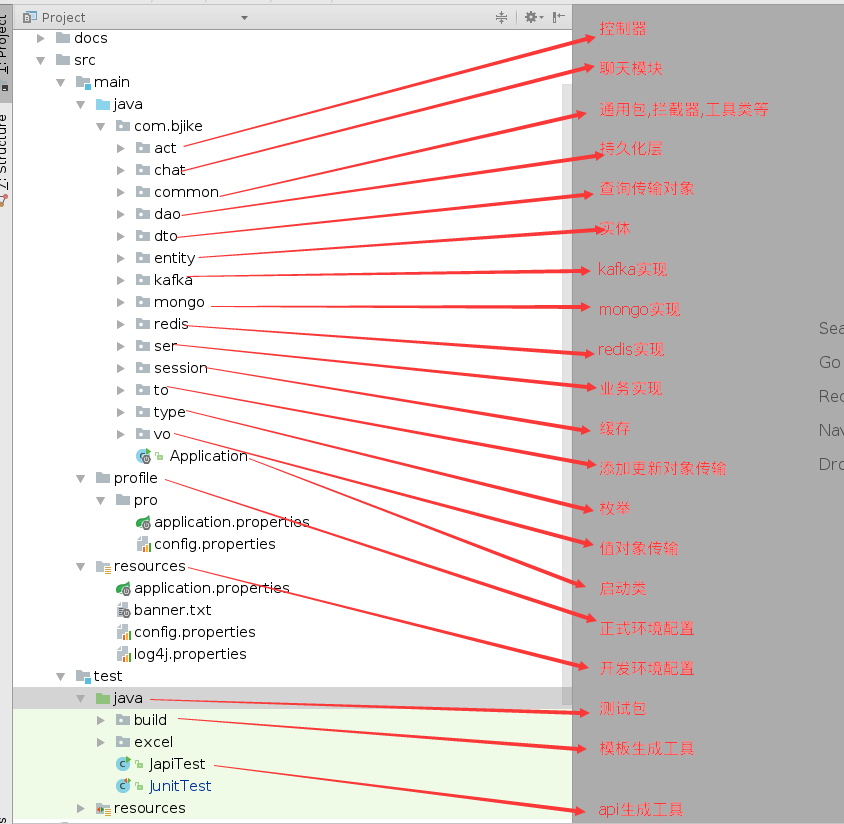 Project
1: Project
7: Structure
docs
src
main
java
com.bjike
act
chat
common
dao
dto
entity
kafka
mongo
redis
ser
session
to
type
vo
Application
profile
pro
application.properties
config.properties
resources
application.properties
banner.txt
config.properties
log4j.properties
test
java
build
excel
JapiTest
JunitTest
resources
控制器
聊天模块
通用包,拦截器,工具类等
持久化层
查询传输对象
实体
kafka实现
mongo实现
redis实现
业务实现
缓存
添加更新对象传输
枚举
值对象传输
启动类
正式环境配置
开发环境配置
测试包
模板生成工具
api生成工具
Sea
Go
Rec
Nav
Dro